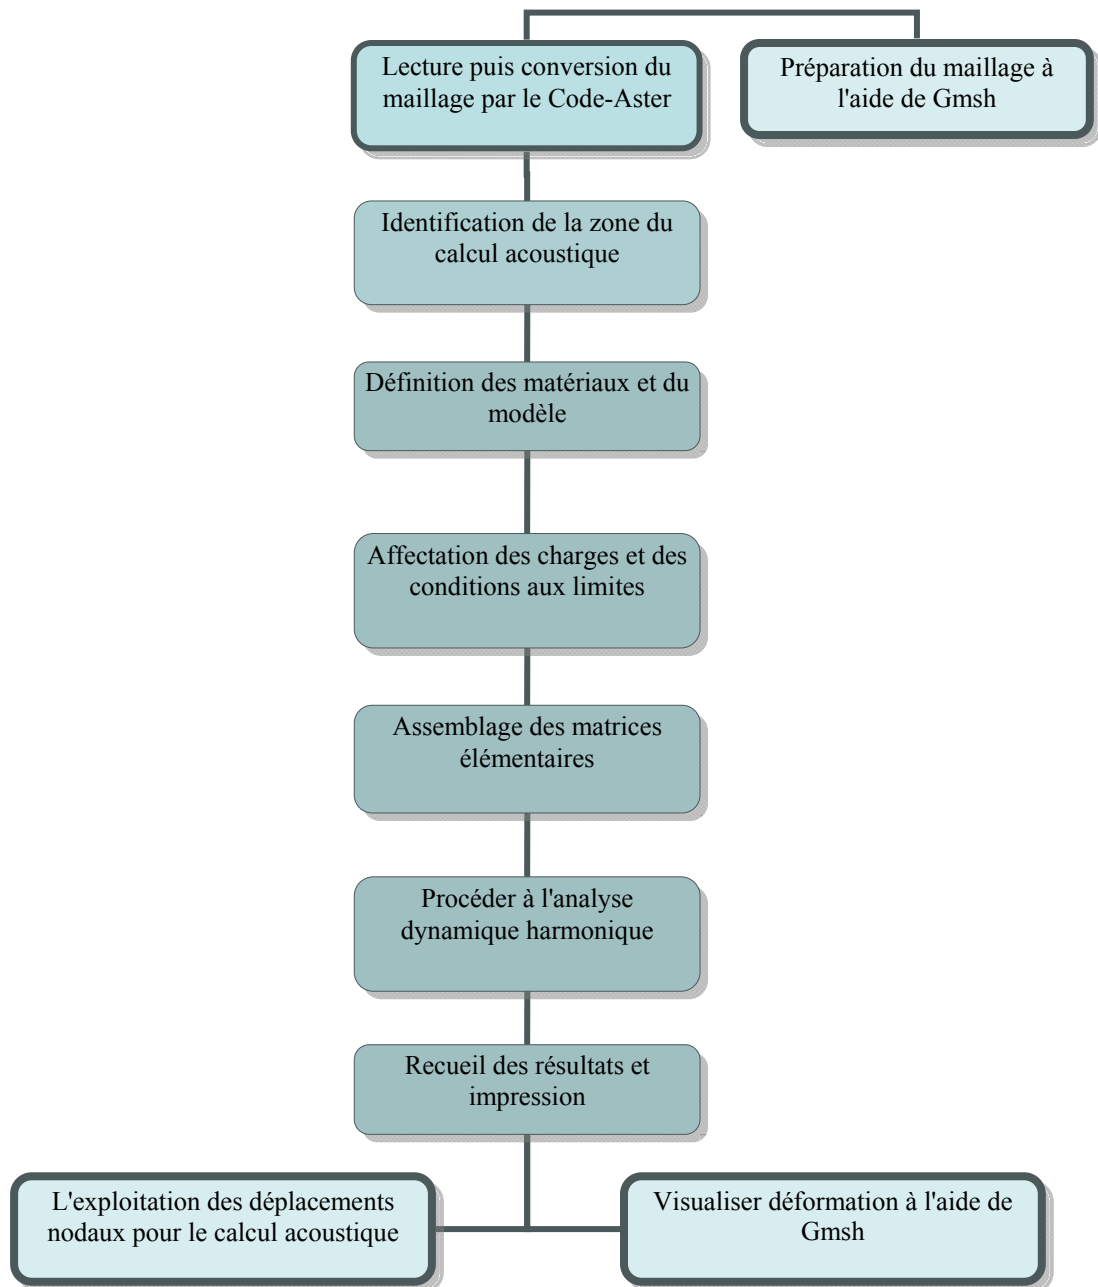 Lecture puis conversion du
maillage par le Code-Aster
Préparation du maillage à
l'aide de Gmsh
Identification de la zone du
calcul acoustique
Définition des matériaux et du
modèle
Affectation des charges et des
conditions aux limites
Assemblage des matrices
élémentaires
Procéder à l'analyse
dynamique harmonique
Recueil des résultats et
impression
L'exploitation des déplacements
nodaux pour le calcul acoustique
Visualiser déformation à l'aide de
Gmsh